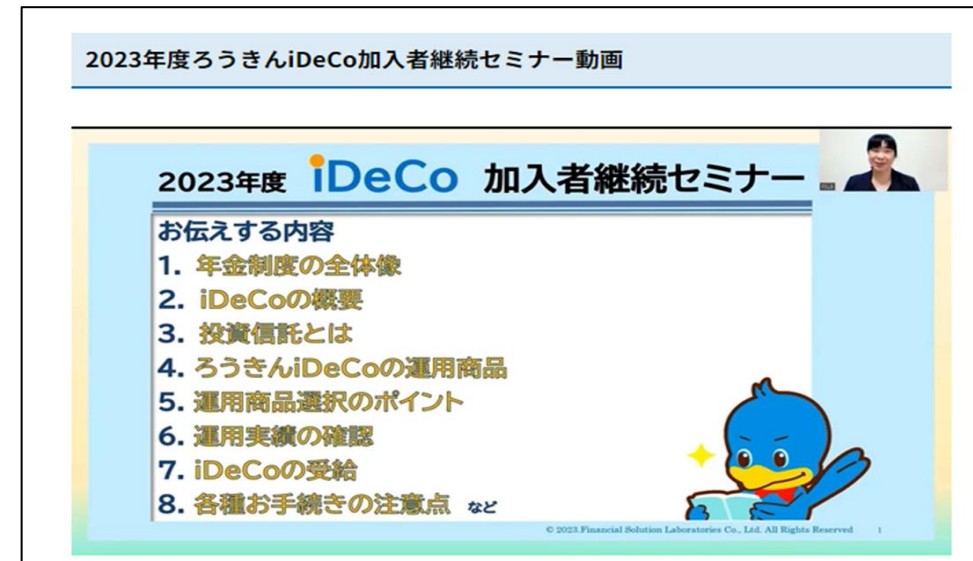 2023年度ろうきんiDeCo加入者継続セミナー動画
2023年度 iDeCo 加入者継続セミナー
お伝えする内容
1. 年金制度の全体像
2. iDeCoの概要
3. 投資信託とは
4. ろうきんiDeCoの運用商品
5. 運用商品選択のポイント
6. 運用実績の確認
7. iDeCoの受給
8. 各種お手続きの注意点 など
© 2023.Financial Solution Laboratories Co., Ltd. All Rights Reserved 1